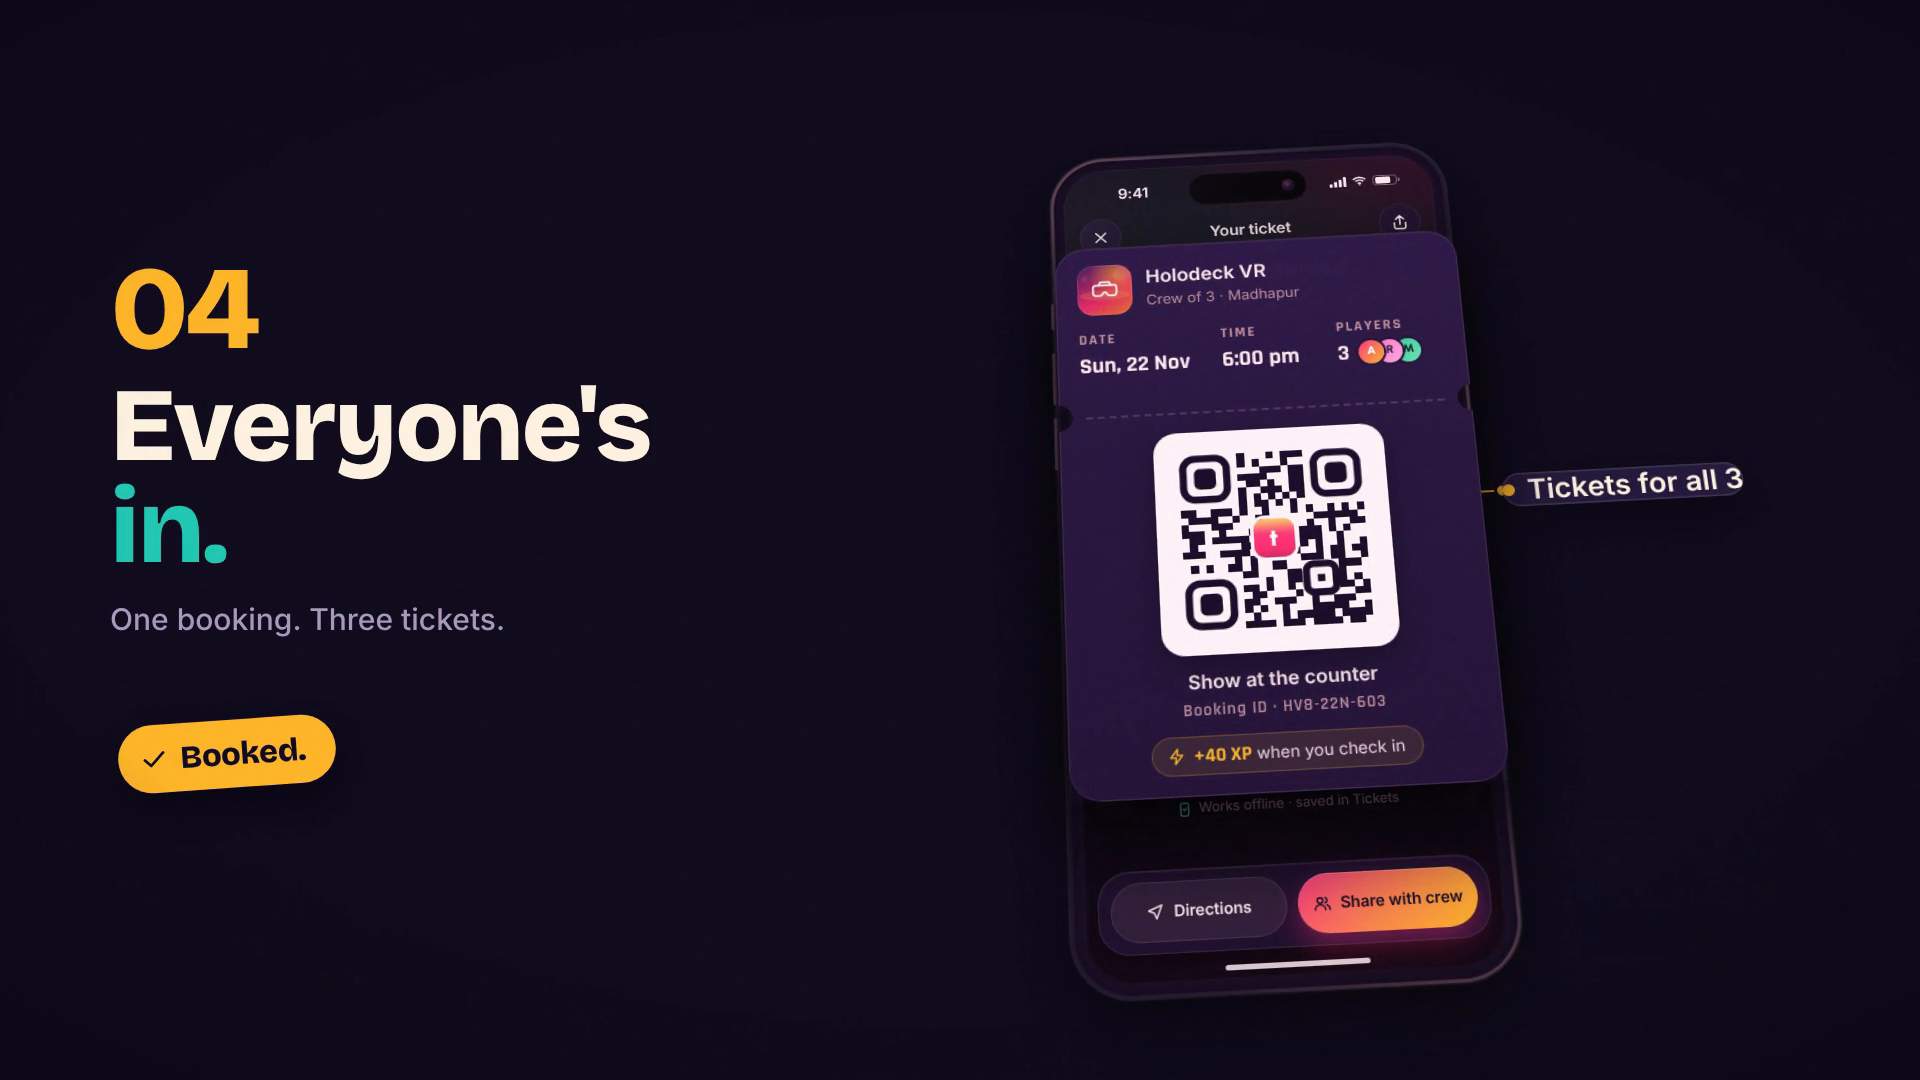 04
Everyone's
in.
One booking. Three tickets.
Booked.
9:41
Your ticket
Holodeck VR
Crew of 3 · Madhapur
DATE
Sun, 22 Nov
TIME
6:00 pm
PLAYERS
3 A R M
t
Show at the counter
Booking ID · HV8-22N-603
+40 XP when you check in
Works offline · saved in Tickets
Directions
Share with crew
Tickets for all 3